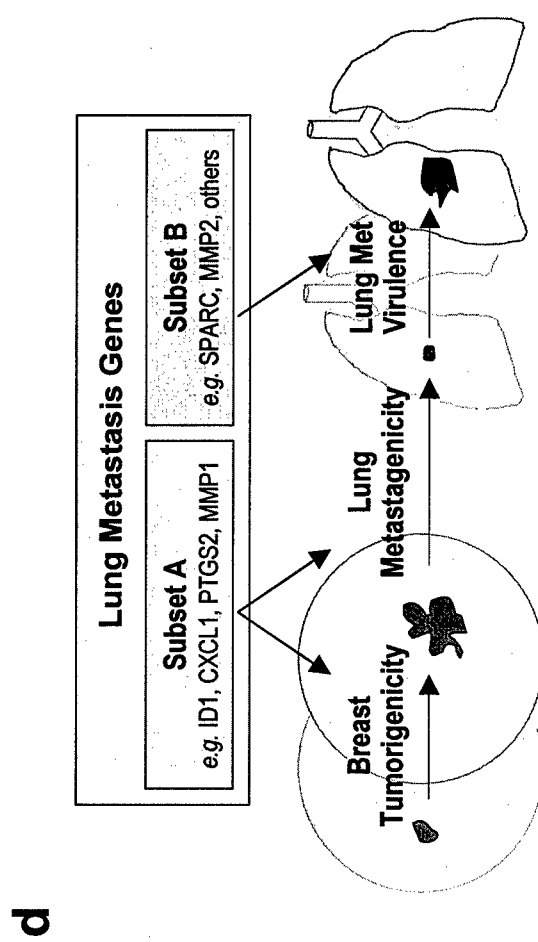 d
Lung Metastasis Genes
Subset A
e.g. ID1, CXCL1, PTGS2, MMP1
Subset B
e.g. SPARC, MMP2, others
Breast
Tumorigenicity
Lung
Metastagenicity
Lung Met
Virulence